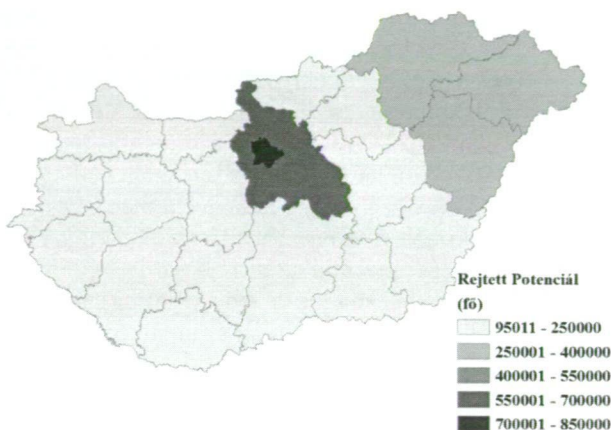 Rejtett Potenciál
(fő)
95011 - 250000
250001 - 400000
400001 - 550000
550001 - 700000
700001 - 850000